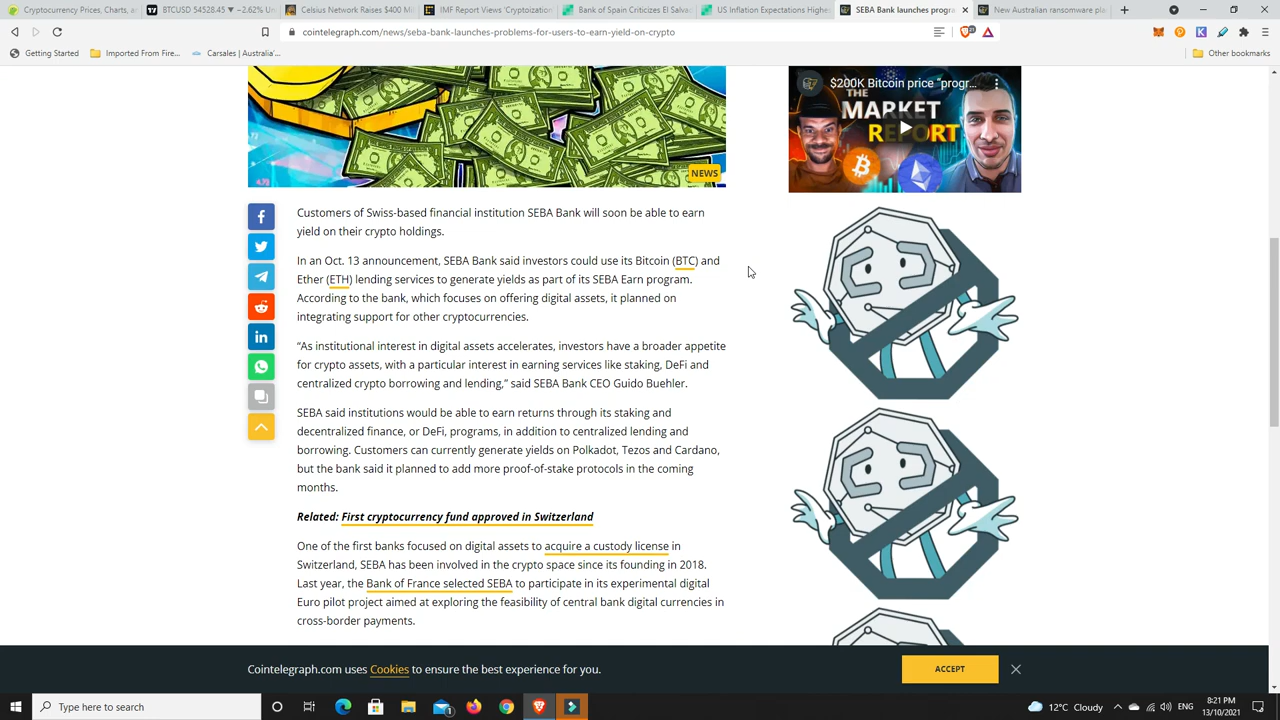 Cryptocurrency Prices, Charts, a
BTCUSD 54528.45 ▼ −2.62% Un
Celsius Network Raises $400 Mi
IMF Report Views 'Cryptoization
Bank of Spain Criticizes El Salva
US Inflation Expectations Highe
SEBA Bank launches progra
New Australian ransomware pla
cointelegraph.com/news/seba-bank-launches-problems-for-users-to-earn-yield-on-crypto
Getting Started
Imported From Fire...
Carsales | Australia'...
Other bookmarks
$200K Bitcoin price "progr...
THE
MARKET
REPORT
NEWS
Customers of Swiss-based financial institution SEBA Bank will soon be able to earn
yield on their crypto holdings.
In an Oct. 13 announcement, SEBA Bank said investors could use its Bitcoin (BTC) and
Ether (ETH) lending services to generate yields as part of its SEBA Earn program.
According to the bank, which focuses on offering digital assets, it planned on
integrating support for other cryptocurrencies.
“As institutional interest in digital assets accelerates, investors have a broader appetite
for crypto assets, with a particular interest in earning services like staking, DeFi and
centralized crypto borrowing and lending,” said SEBA Bank CEO Guido Buehler.
SEBA said institutions would be able to earn returns through its staking and
decentralized finance, or DeFi, programs, in addition to centralized lending and
borrowing. Customers can currently generate yields on Polkadot, Tezos and Cardano,
but the bank said it planned to add more proof-of-stake protocols in the coming
months.
Related: First cryptocurrency fund approved in Switzerland
One of the first banks focused on digital assets to acquire a custody license in
Switzerland, SEBA has been involved in the crypto space since its founding in 2018.
Last year, the Bank of France selected SEBA to participate in its experimental digital
Euro pilot project aimed at exploring the feasibility of central bank digital currencies in
cross-border payments.
Cointelegraph.com uses Cookies to ensure the best experience for you.
ACCEPT
Type here to search
12°C Cloudy
ENG
8:21 PM
13/10/2021